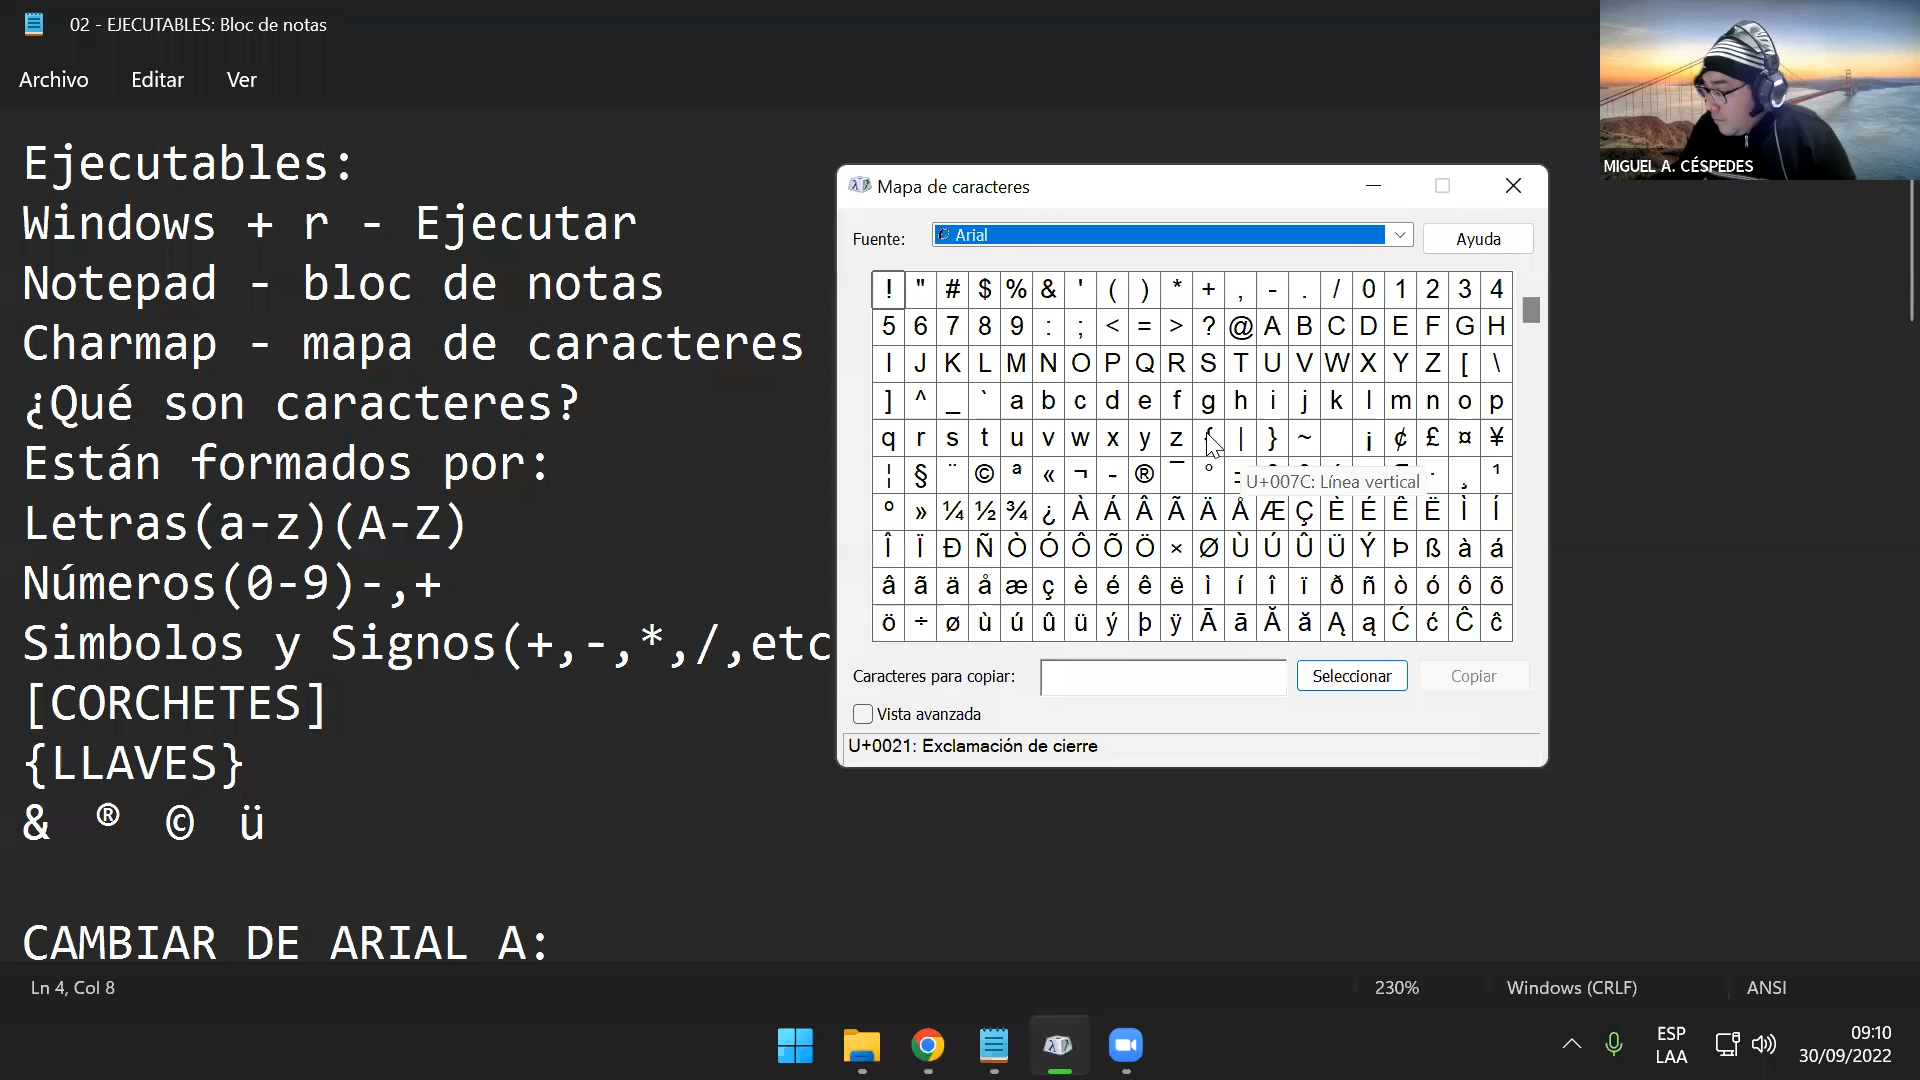 02 - EJECUTABLES: Bloc de notas
Archivo Editar Ver
Ejecutables:
Windows + r - Ejecutar
Notepad - bloc de notas
Charmap - mapa de caracteres
¿Qué son caracteres?
Están formados por:
Letras(a-z)(A-Z)
Números(0-9)-,+
Simbolos y Signos(+,-,*,/,etc
[CORCHETES]
{LLAVES}
& ® © ü
CAMBIAR DE ARIAL A:
Ln 4, Col 8
230%
Windows (CRLF)
ANSI
MIGUEL A. CÉSPEDES
Mapa de caracteres
Fuente: Arial Ayuda
! " # $ % & ' ( ) * + , - . / 0 1 2 3 4
5 6 7 8 9 : ; < = > ? @ A B C D E F G H
I J K L M N O P Q R S T U V W X Y Z [ \
] ^ _ ` a b c d e f g h i j k l m n o p
q r s t u v w x y z { | } ~ ¡ ¢ £ ¤ ¥
¦ § ¨ © ª « ¬ - ® ¯ ° · ¸ ¹
U+007C: Línea vertical
º » ¼ ½ ¾ ¿ À Á Â Ã Ä Å Æ Ç È É Ê Ë Ì Í
Î Ï Ð Ñ Ò Ó Ô Õ Ö × Ø Ù Ú Û Ü Ý Þ ß à á
â ã ä å æ ç è é ê ë ì í î ï ð ñ ò ó ô õ
ö ÷ ø ù ú û ü ý þ ÿ Ā ā Ă ă Ą ą Ć ć Ĉ ĉ
Caracteres para copiar: Seleccionar Copiar
Vista avanzada
U+0021: Exclamación de cierre
ESP
LAA
09:10
30/09/2022